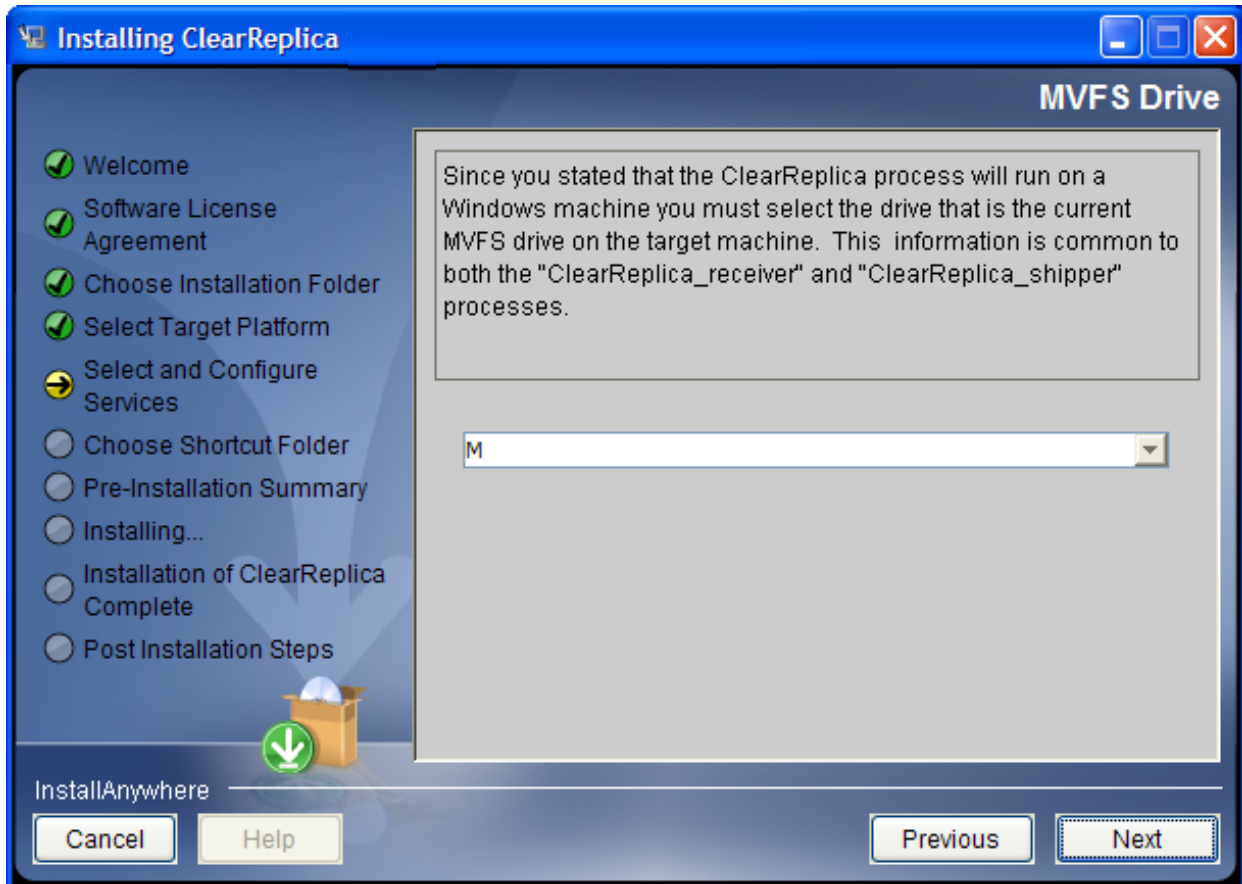 Installing ClearReplica
MVFS Drive
Welcome
Software License
Agreement
Choose Installation Folder
Select Target Platform
Select and Configure
Services
Choose Shortcut Folder
Pre-Installation Summary
Installing...
Installation of ClearReplica
Complete
Post Installation Steps
Since you stated that the ClearReplica process will run on a
Windows machine you must select the drive that is the current
MVFS drive on the target machine.  This  information is common to
both the "ClearReplica_receiver" and "ClearReplica_shipper"
processes.
M
InstallAnywhere
Cancel
Help
Previous
Next